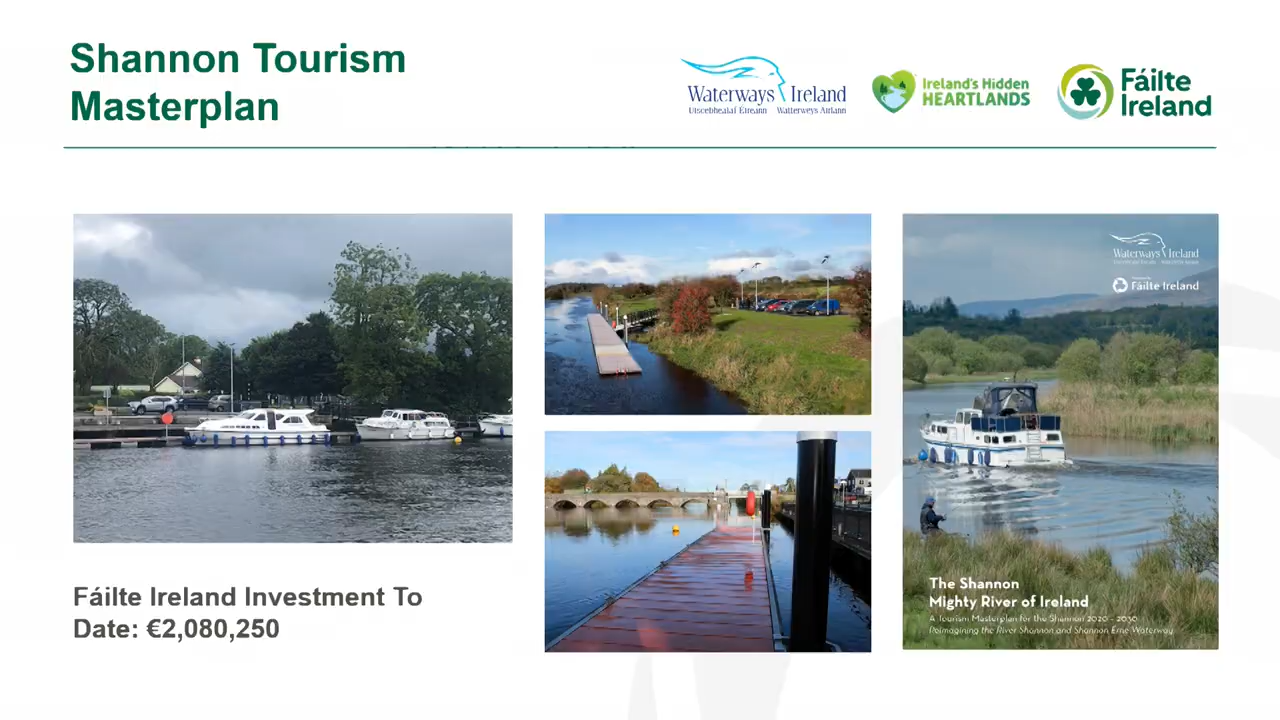 Shannon Tourism
Masterplan
Waterways Ireland
Uiscebhealaí Éireann Watterweys Airlann
Ireland's Hidden
HEARTLANDS
Fáilte
Ireland
Waterways Ireland
Fáilte Ireland
The Shannon
Mighty River of Ireland
A Tourism Masterplan for the Shannon 2020 - 2030
Reimagining the River Shannon and Shannon Erne Waterway
Fáilte Ireland Investment To
Date: €2,080,250